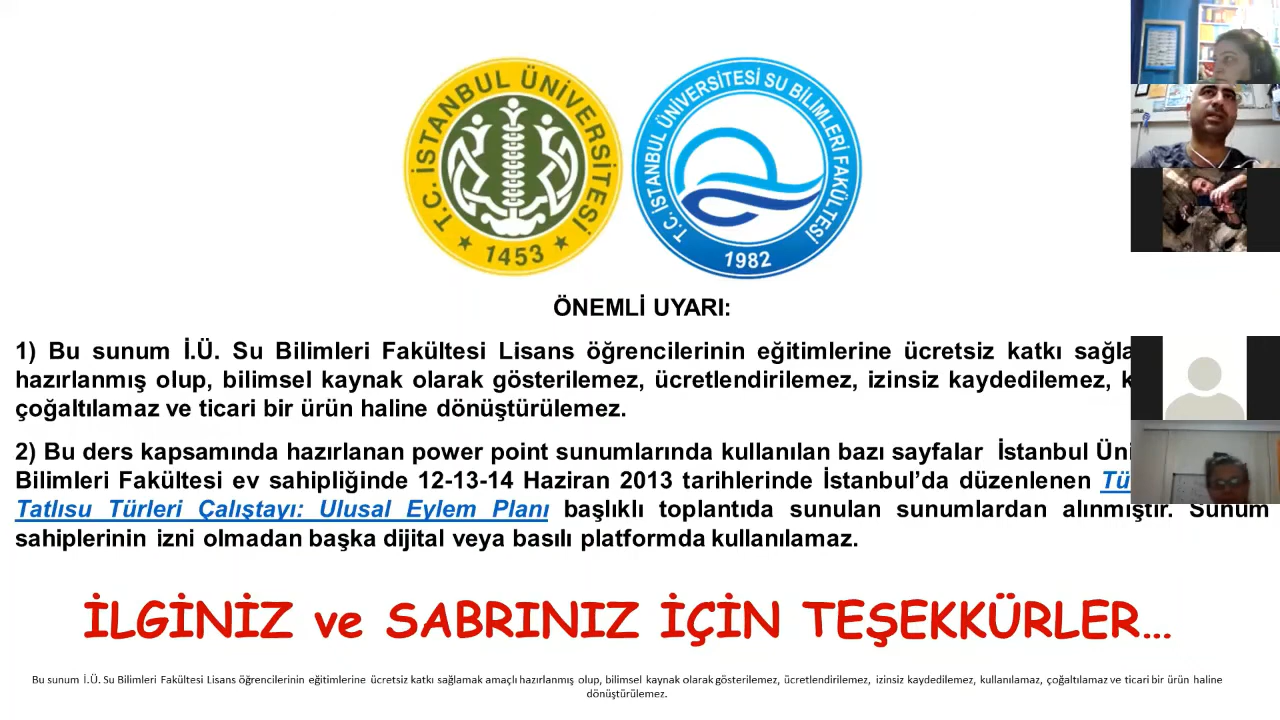 T.C. İSTANBUL ÜNİVERSİTESİ
1453
T.C. İSTANBUL ÜNİVERSİTESİ SU BİLİMLERİ FAKÜLTESİ
1982
ÖNEMLİ UYARI:
1) Bu sunum İ.Ü. Su Bilimleri Fakültesi Lisans öğrencilerinin eğitimlerine ücretsiz katkı
hazırlanmış olup, bilimsel kaynak olarak gösterilemez, ücretlendirilemez, izinsiz kaydedilemez,
çoğaltılamaz ve ticari bir ürün haline dönüştürülemez.
2) Bu ders kapsamında hazırlanan power point sunumlarında kullanılan bazı sayfalar İstanbul
Bilimleri Fakültesi ev sahipliğinde 12-13-14 Haziran 2013 tarihlerinde İstanbul’da düzenlenen
Tatlısu Türleri Çalıştayı: Ulusal Eylem Planı başlıklı toplantıda sunulan sunumlardan alınmıştır. Sunum
sahiplerinin izni olmadan başka dijital veya basılı platformda kullanılamaz.
İLGİNİZ ve SABRINIZ İÇİN TEŞEKKÜRLER...
Bu sunum İ.Ü. Su Bilimleri Fakültesi Lisans öğrencilerinin eğitimlerine ücretsiz katkı sağlamak amaçlı hazırlanmış olup, bilimsel kaynak olarak gösterilemez, ücretlendirilemez, izinsiz kaydedilemez, kullanılamaz, çoğaltılamaz ve ticari bir ürün haline
dönüştürülemez.